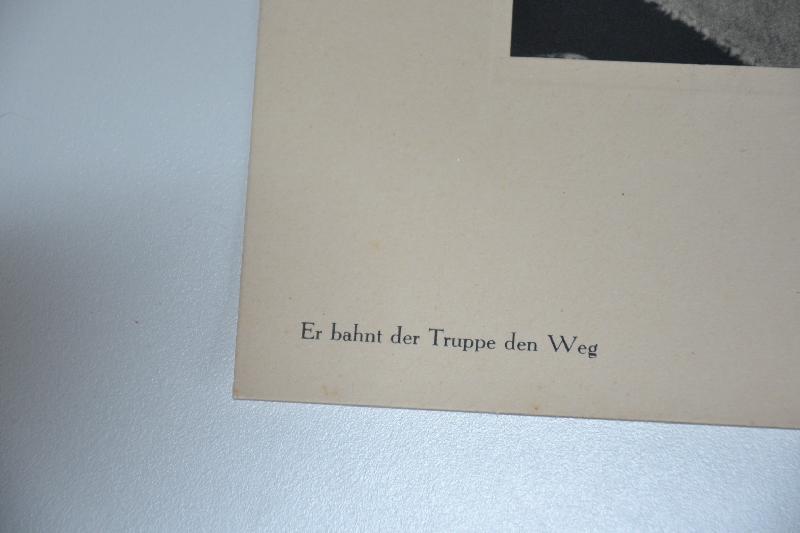 Er bahnt der Truppe den Weg